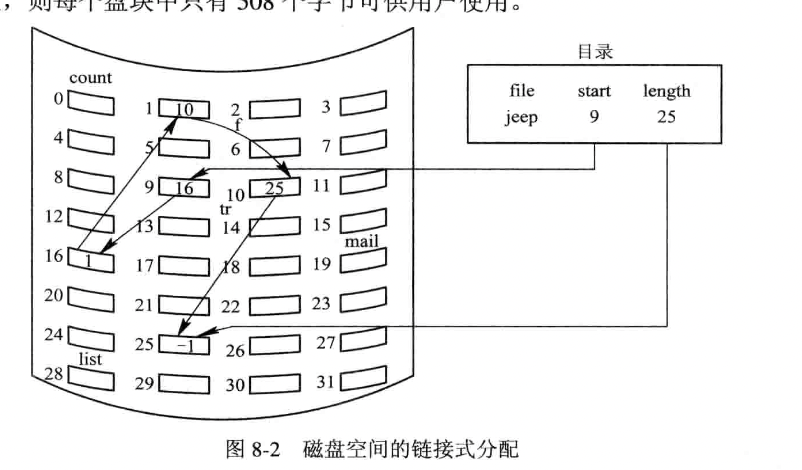 则每个盘块中只有 508 个字节可供用户使用。
目录
file start length
jeep 9 25
count
0 1 10 2 3
f
4 5 6 7
8 9 16 10 25 11
tr
12 13 14 15
mail
16 1 17 18 19
20 21 22 23
24 25 -1 26 27
list
28 29 30 31
图 8-2 磁盘空间的链接式分配